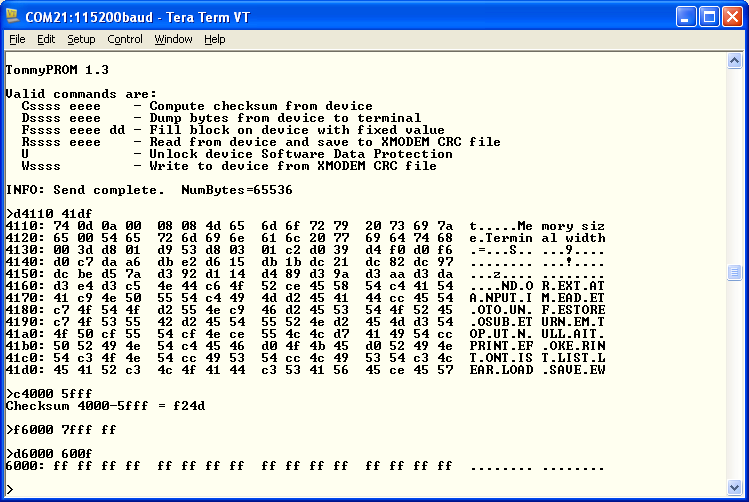 COM21:115200baud - Tera Term VT
File Edit Setup Control Window Help
TommyPROM 1.3
Valid commands are:
  Cssss eeee    - Compute checksum from device
  Dssss eeee    - Dump bytes from device to terminal
  Fssss eeee dd - Fill block on device with fixed value
  Rssss eeee    - Read from device and save to XMODEM CRC file
  U             - Unlock device Software Data Protection
  Wssss         - Write to device from XMODEM CRC file
INFO: Send complete.  NumBytes=65536
>d4110 41df
4110: 74 0d 0a 00  08 08 4d 65  6d 6f 72 79  20 73 69 7a  t.....Me mory siz
4120: 65 00 54 65  72 6d 69 6e  61 6c 20 77  69 64 74 68  e.Termin al width
4130: 00 3d d8 01  d9 53 d8 03  01 c2 d0 39  d4 f0 d0 f6  .=...S.. ...9....
4140: d0 c7 da a6  db e2 d6 15  db 1b dc 21  dc 82 dc 97  ........ ...!....
4150: dc be d5 7a  d3 92 d1 14  d4 89 d3 9a  d3 aa d3 da  ...z.... ........
4160: d3 e4 d3 c5  4e 44 c6 4f  52 ce 45 58  54 c4 41 54  ....ND.O R.EXT.AT
4170: 41 c9 4e 50  55 54 c4 49  4d d2 45 41  44 cc 45 54  A.NPUT.I M.EAD.ET
4180: c7 4f 54 4f  d2 55 4e c9  46 d2 45 53  54 4f 52 45  .OTO.UN. F.ESTORE
4190: c7 4f 53 55  42 d2 45 54  55 52 4e d2  45 4d d3 54  .OSUB.ET URN.EM.T
41a0: 4f 50 cf 55  54 cf 4e ce  55 4c 4c d7  41 49 54 cc  OP.UT.N. ULL.AIT.
41b0: 50 52 49 4e  54 c4 45 46  d0 4f 4b 45  d0 52 49 4e  PRINT.EF .OKE.RIN
41c0: 54 c3 4f 4e  54 cc 49 53  54 cc 4c 49  53 54 c3 4c  T.ONT.IS T.LIST.L
41d0: 45 41 52 c3  4c 4f 41 44  c3 53 41 56  45 ce 45 57  EAR.LOAD .SAVE.EW
>c4000 5fff
Checksum 4000-5fff = f24d
>f6000 7fff ff
>d6000 600f
6000: ff ff ff ff  ff ff ff ff  ff ff ff ff  ff ff ff ff  ........ ........
>